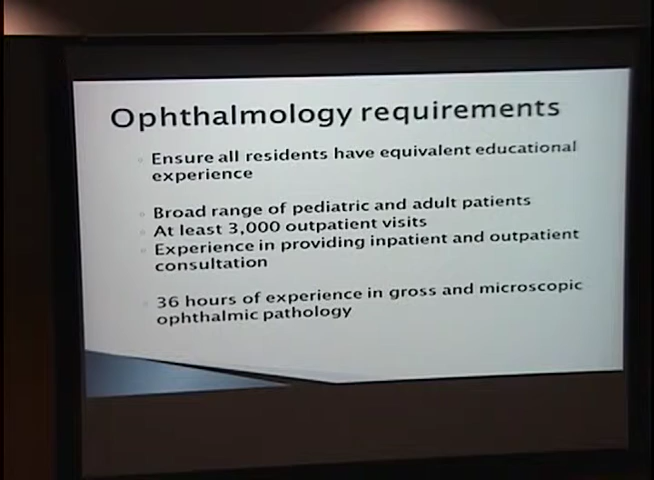 Ophthalmology requirements
Ensure all residents have equivalent educational
experience
Broad range of pediatric and adult patients
At least 3,000 outpatient visits
Experience in providing inpatient and outpatient
consultation
36 hours of experience in gross and microscopic
ophthalmic pathology